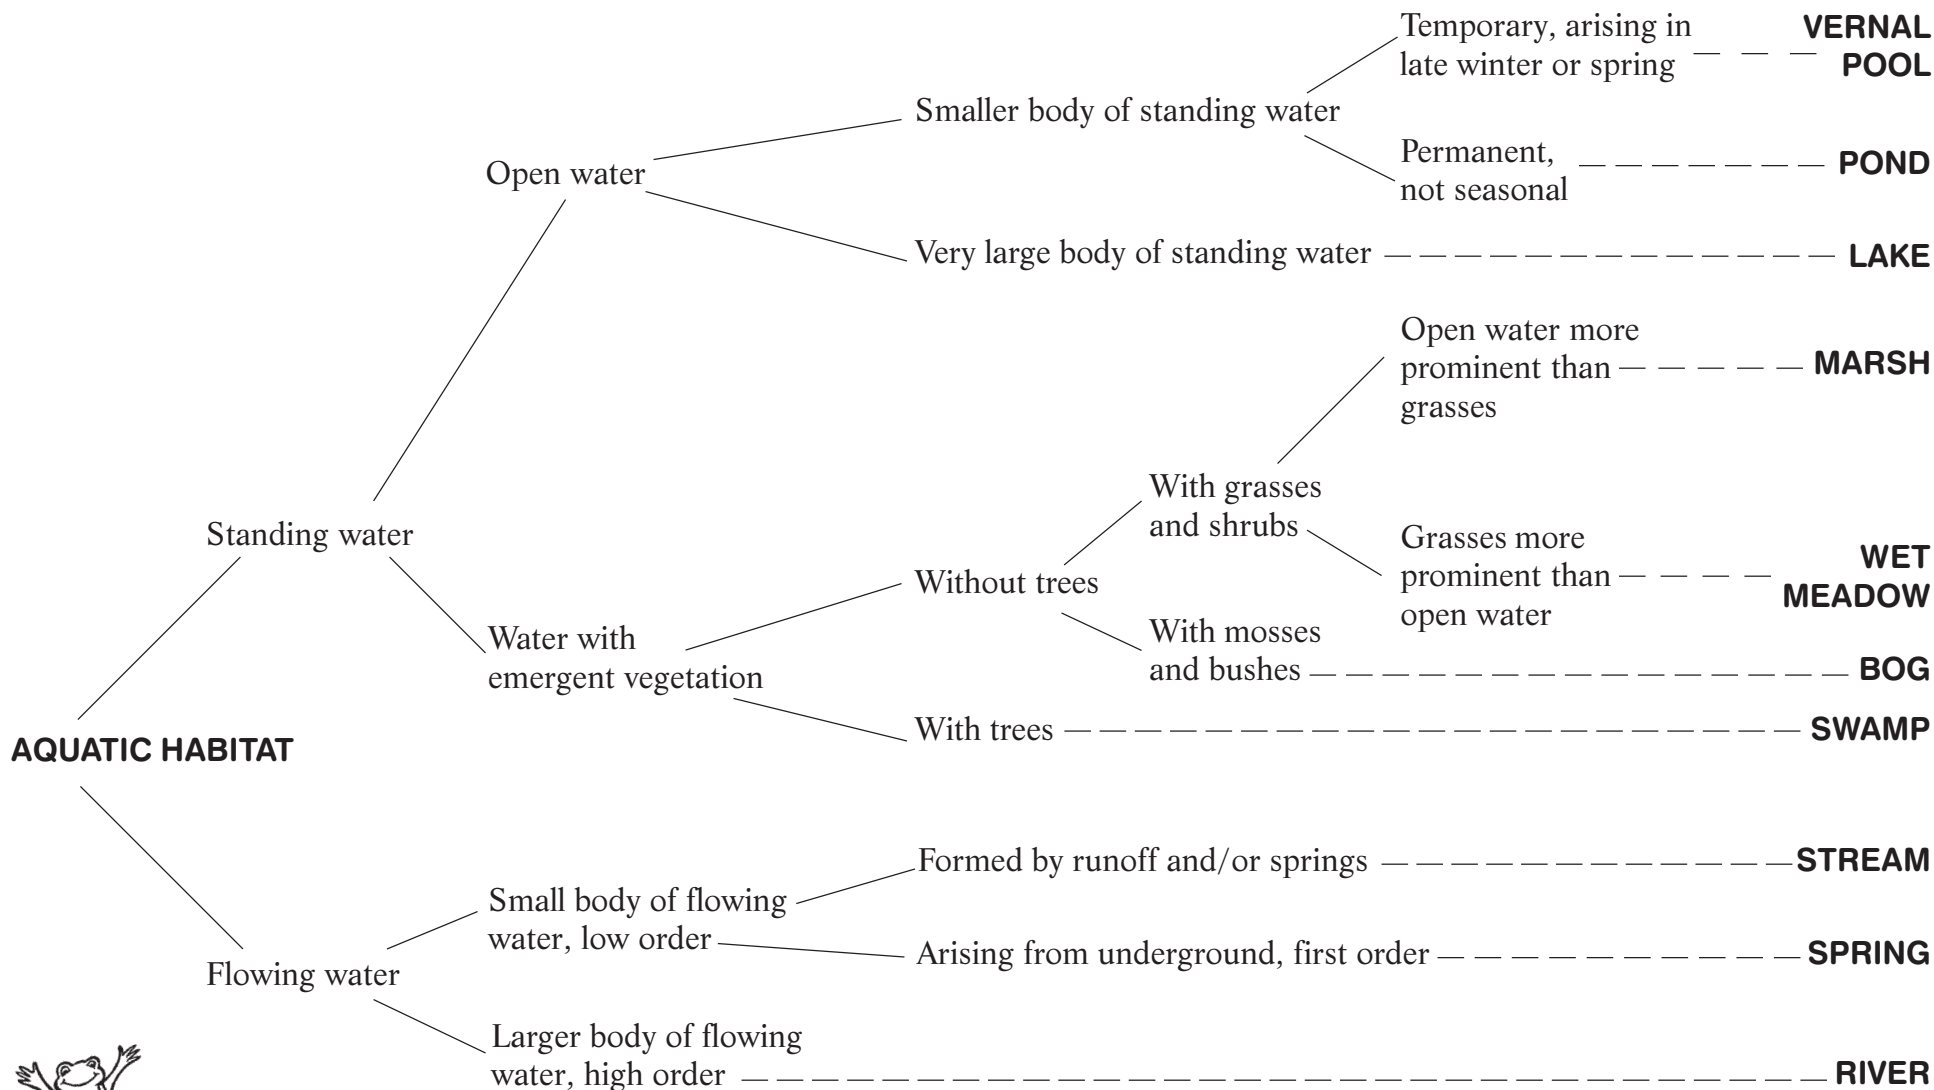 Temporary, arising in
late winter or spring
VERNAL
POOL
Smaller body of standing water
Permanent,
not seasonal
POND
Open water
Very large body of standing water
LAKE
Open water more
prominent than
grasses
MARSH
With grasses
and shrubs
Standing water
Grasses more
prominent than
open water
WET
MEADOW
Without trees
Water with
emergent vegetation
With mosses
and bushes
BOG
With trees
SWAMP
AQUATIC HABITAT
Formed by runoff and/or springs
STREAM
Small body of flowing
water, low order
Arising from underground, first order
SPRING
Flowing water
Larger body of flowing
water, high order
RIVER